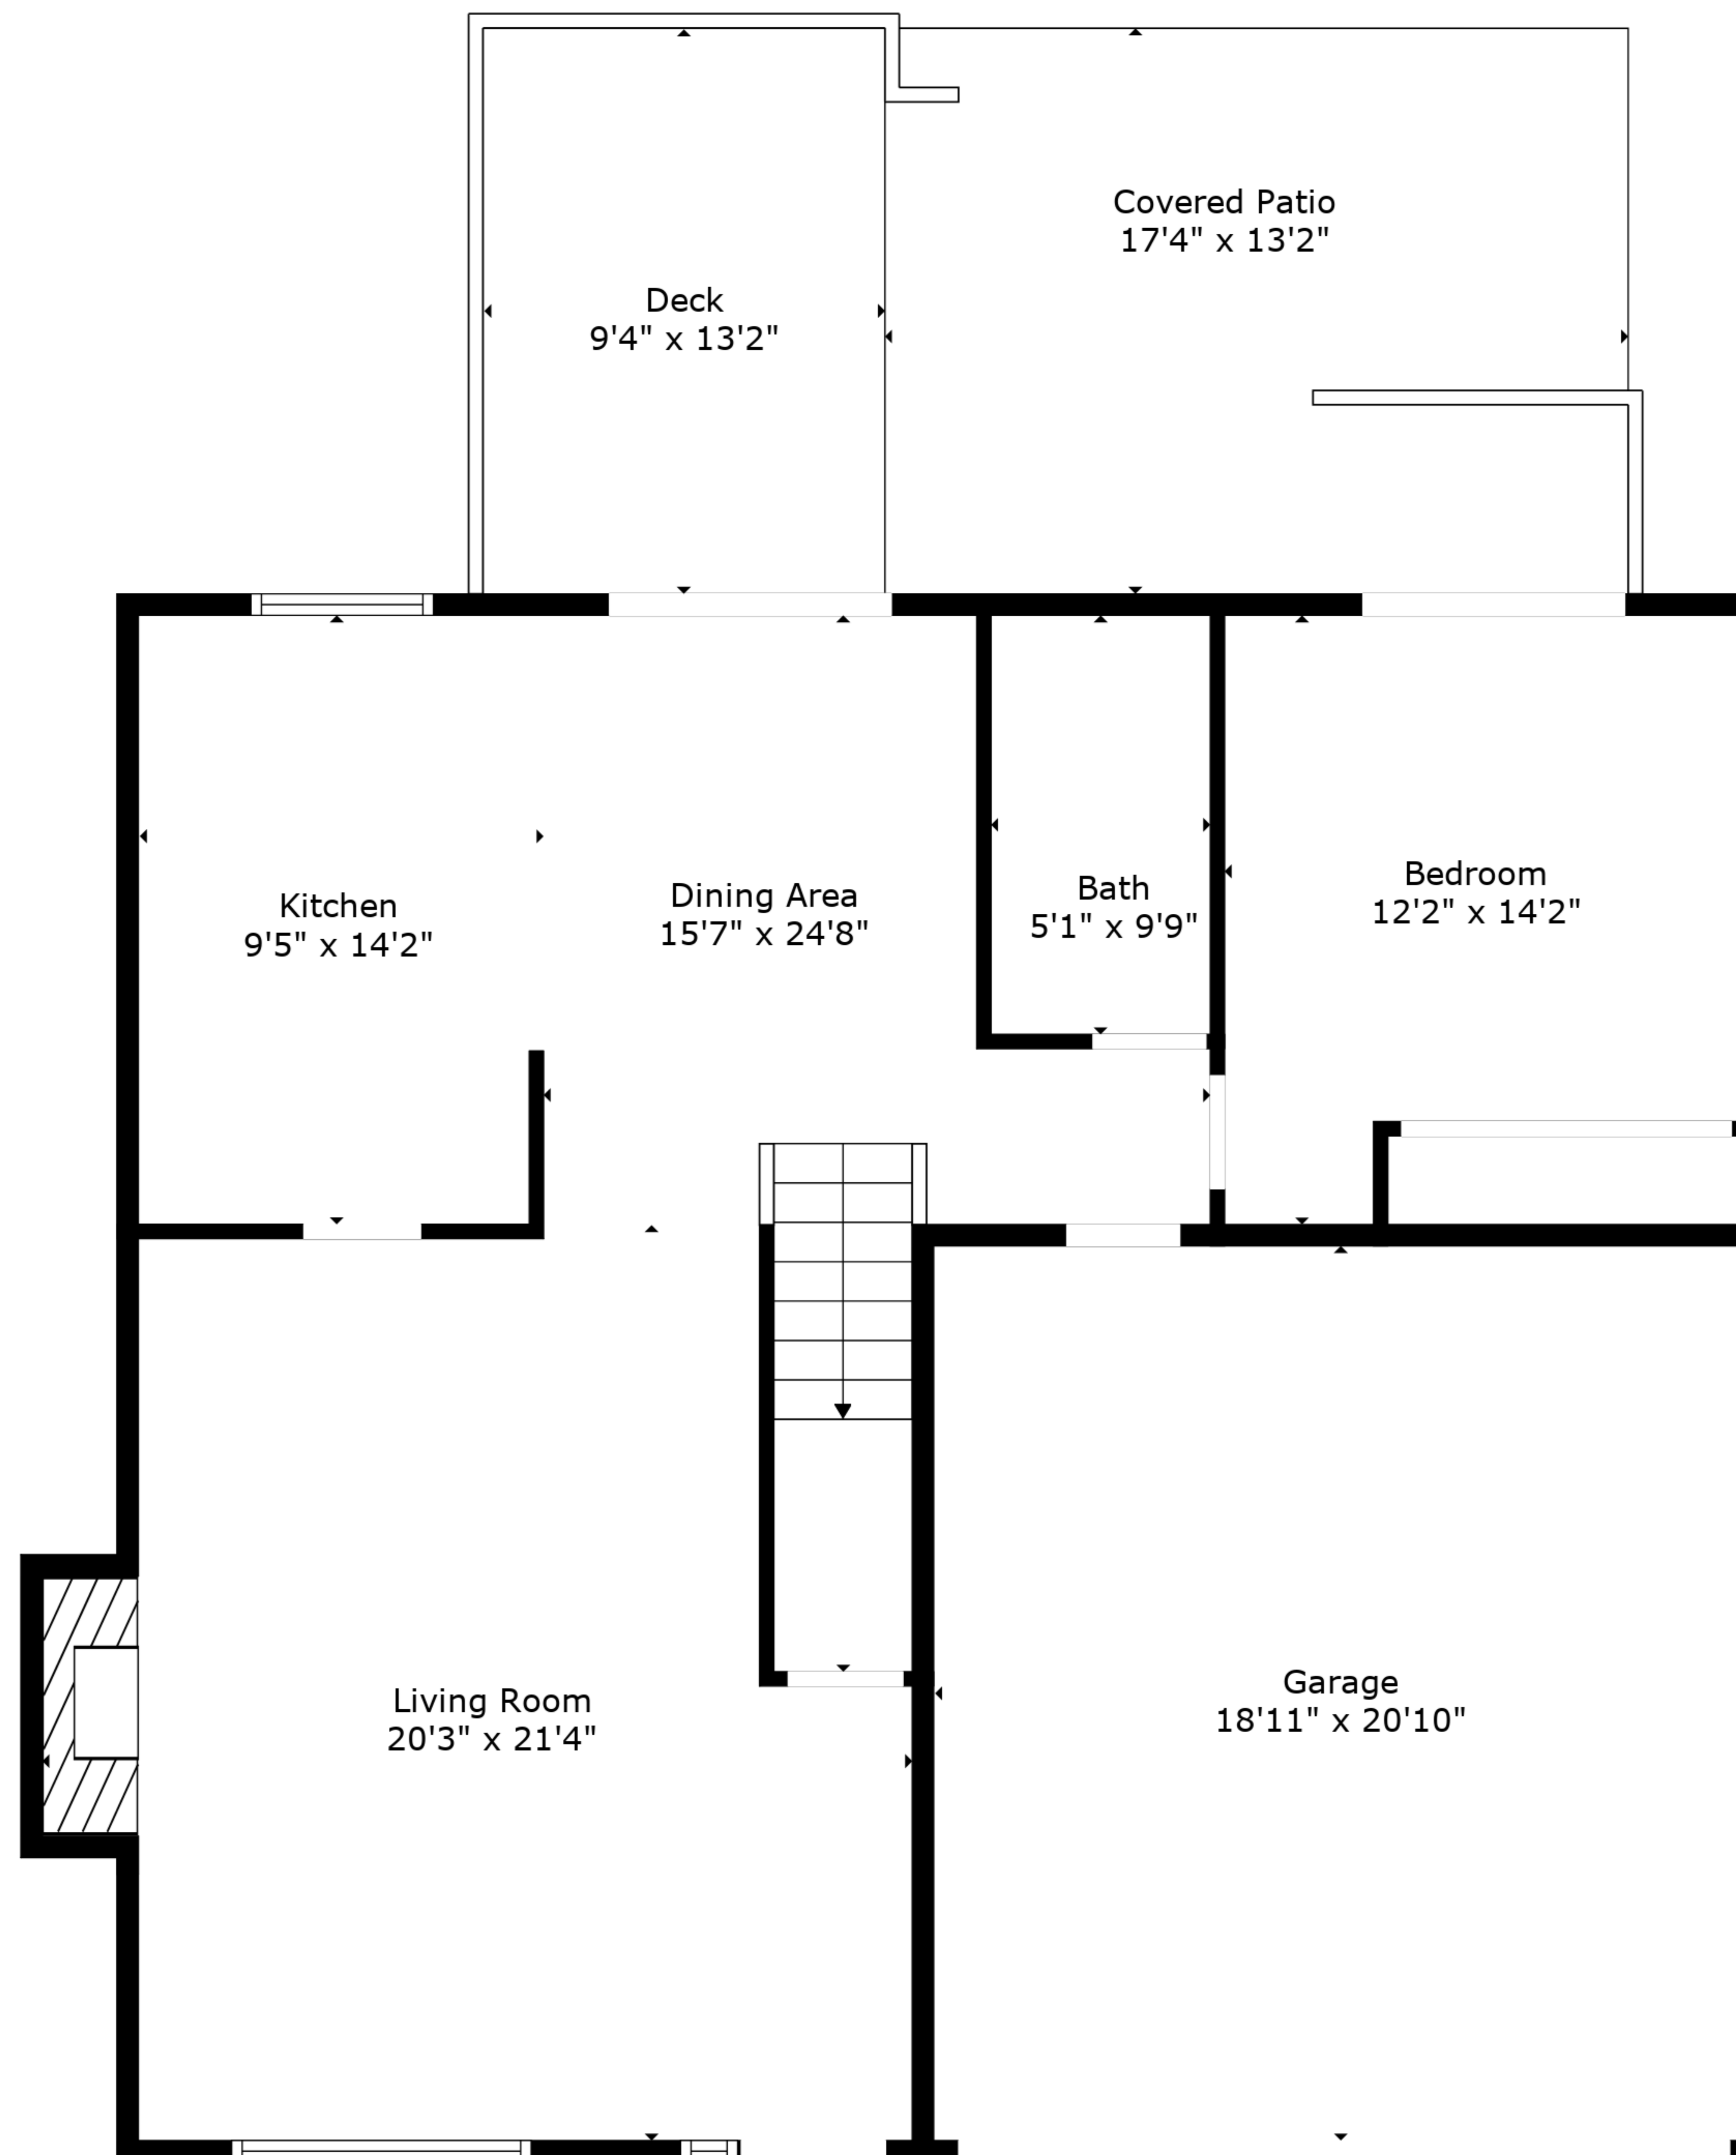 Covered Patio
17'4" x 13'2"
Deck
9'4" x 13'2"
Kitchen
9'5" x 14'2"
Dining Area
15'7" x 24'8"
Bath
5'1" x 9'9"
Bedroom
12'2" x 14'2"
Living Room
20'3" x 21'4"
Garage
18'11" x 20'10"